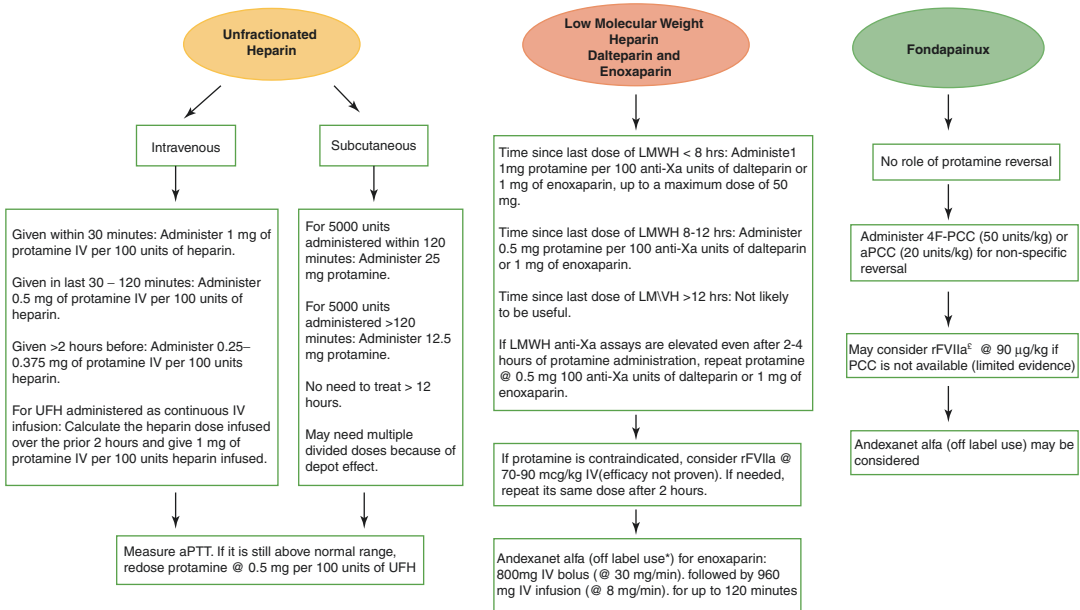 Unfractionated
Heparin
Intravenous
Subcutaneous
Given within 30 minutes: Administer 1 mg of
protamine IV per 100 units of heparin.
Given in last 30 – 120 minutes: Administer
0.5 mg of protamine IV per 100 units of
heparin.
Given >2 hours before: Administer 0.25–
0.375 mg of protamine IV per 100 units
heparin.
For UFH administered as continuous IV
infusion: Calculate the heparin dose infused
over the prior 2 hours and give 1 mg of
protamine IV per 100 units heparin infused.
For 5000 units
administered within 120
minutes: Administer 25
mg protamine.
For 5000 units
administered >120
minutes: Administer 12.5
mg protamine.
No need to treat > 12
hours.
May need multiple
divided doses because of
depot effect.
Measure aPTT. If it is still above normal range,
redose protamine @ 0.5 mg per 100 units of UFH
Low Molecular Weight
Heparin
Dalteparin and
Enoxaparin
Time since last dose of LMWH < 8 hrs: Administe1
1mg protamine per 100 anti-Xa units of dalteparin or
1 mg of enoxaparin, up to a maximum dose of 50
mg.
Time since last dose of LMWH 8-12 hrs: Administer
0.5 mg protamine per 100 anti-Xa units of dalteparin
or 1 mg of enoxaparin.
Time since last dose of LM\VH >12 hrs: Not likely
to be useful.
If LMWH anti-Xa assays are elevated even after 2-4
hours of protamine administration, repeat protamine
@ 0.5 mg 100 anti-Xa units of dalteparin or 1 mg of
enoxaparin.
If protamine is contraindicated, consider rFVIIa @
70-90 mcg/kg IV(efficacy not proven). If needed,
repeat its same dose after 2 hours.
Andexanet alfa (off label use*) for enoxaparin:
800mg IV bolus (@ 30 mg/min). followed by 960
mg IV infusion (@ 8 mg/min). for up to 120 minutes
Fondapainux
No role of protamine reversal
Administer 4F-PCC (50 units/kg) or
aPCC (20 units/kg) for non-specific
reversal
May consider rFVIIa£ @ 90 µg/kg if
PCC is not available (limited evidence)
Andexanet alfa (off label use) may be
considered